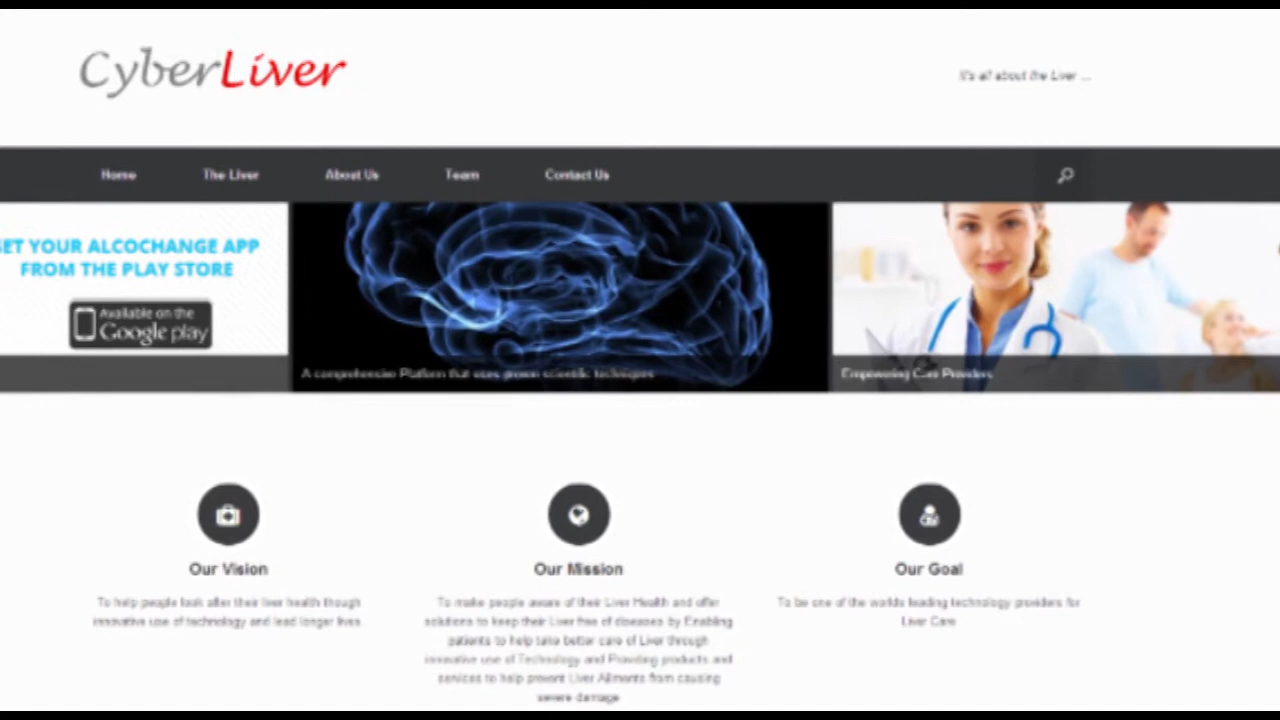 CyberLiver
It's all about the Liver ...
Home The Liver About Us Team Contact Us
GET YOUR ALCOCHANGE APP
FROM THE PLAY STORE
Available on the
Google play
A comprehensive Platform that uses proven scientific techniques
Empowering Care Providers
Our Vision Our Mission Our Goal
To help people look after their liver health though
innovative use of technology and lead longer lives.
To make people aware of their Liver Health and offer
solutions to keep their Liver free of diseases by Enabling
patients to help take better care of Liver through
innovative use of Technology and Providing products and
services to help prevent Liver Ailments from causing
severe damage
To be one of the worlds leading technology providers for
Liver Care